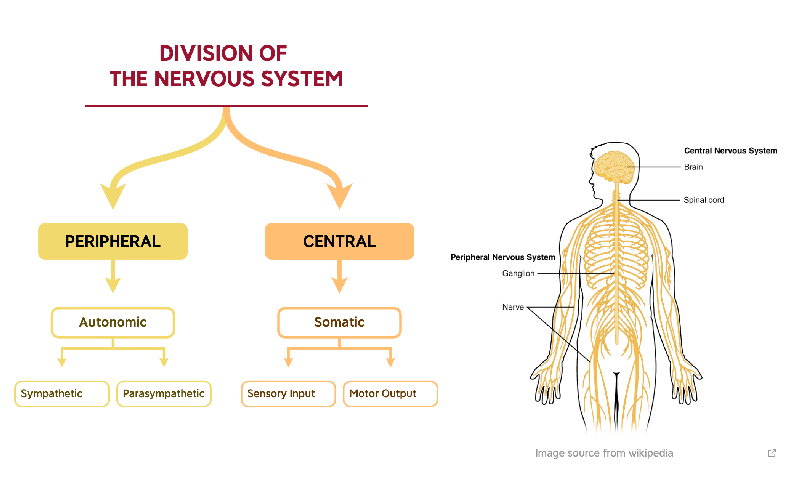 DIVISION OF
THE NERVOUS SYSTEM
PERIPHERAL
CENTRAL
Autonomic
Somatic
Sympathetic
Parasympathetic
Sensory Input
Motor Output
Central Nervous System
Brain
Spinal cord
Peripheral Nervous System
Ganglion
Nerve
Image source from wikipedia